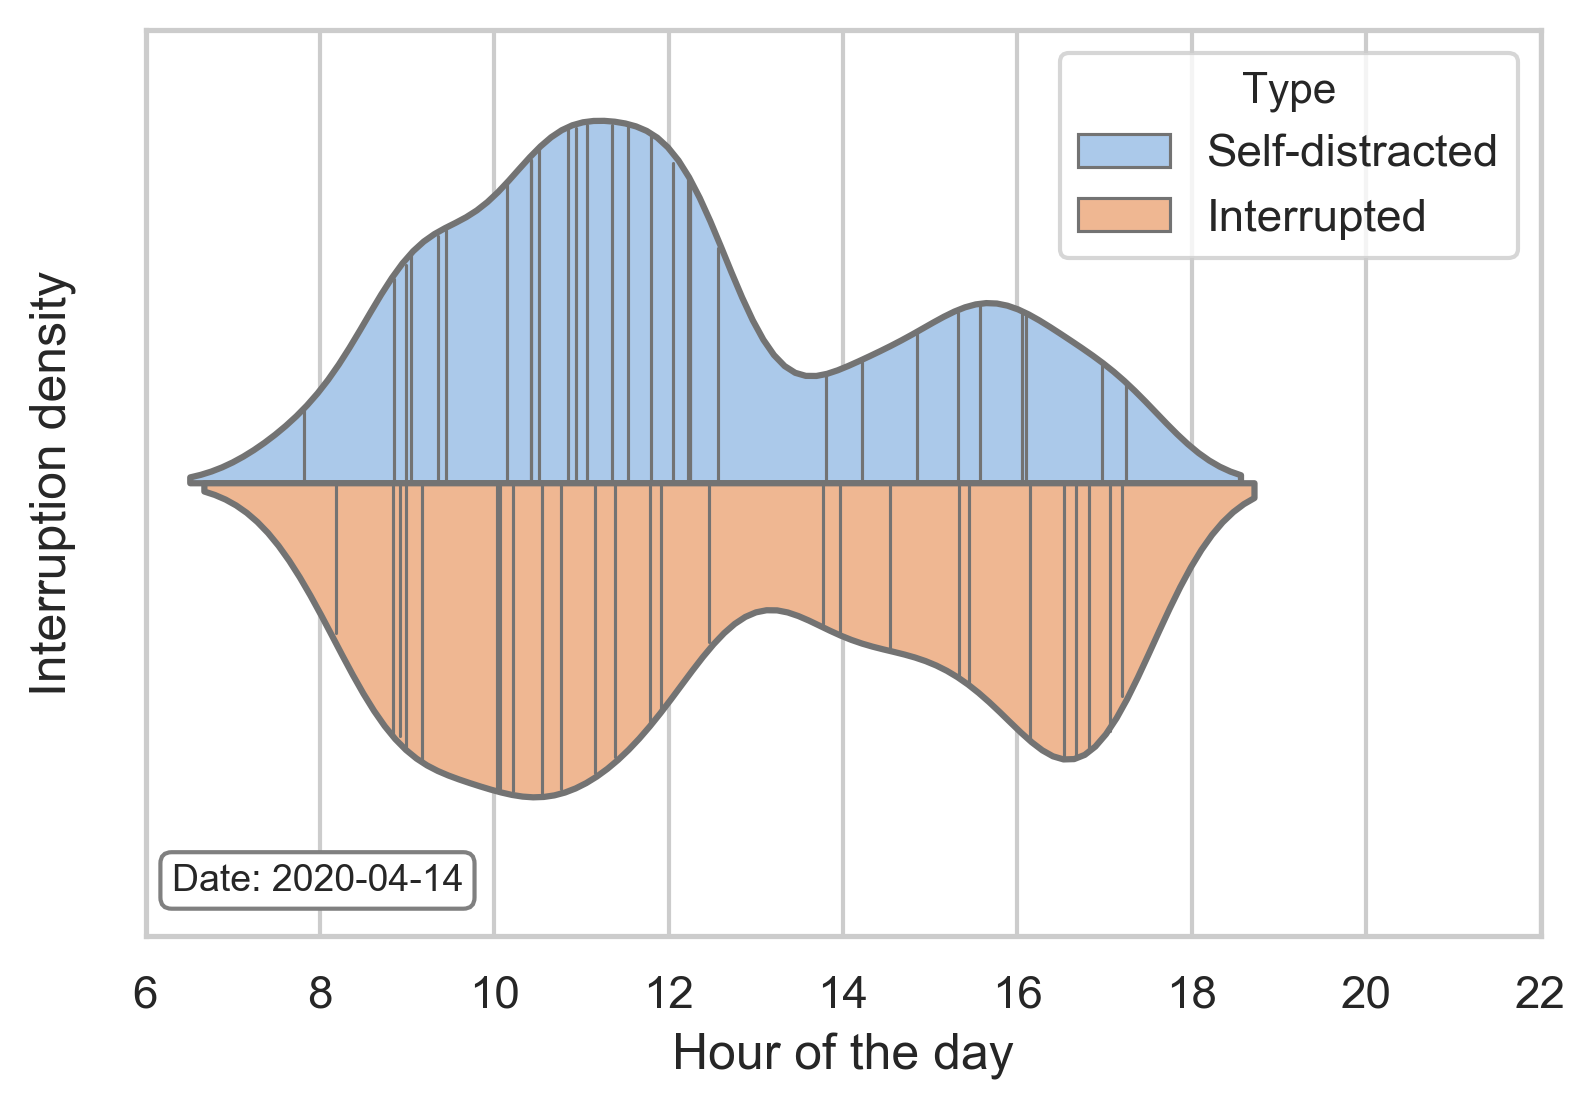 Type
Self-distracted
Interrupted
Interruption density
Date: 2020-04-14
6 8 10 12 14 16 18 20 22
Hour of the day